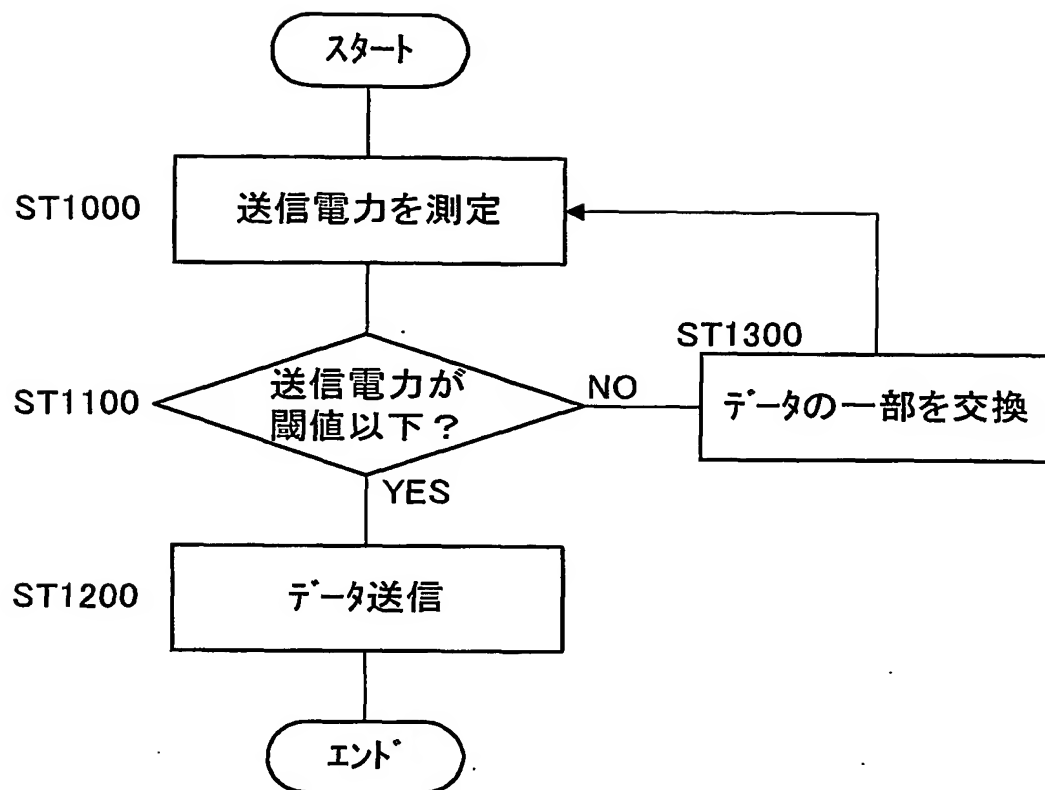 スタート
ST1000
送信電力を測定
ST1300
ST1100
送信電力が
閾値以下？
NO
データの一部を交換
YES
ST1200
データ送信
エンド